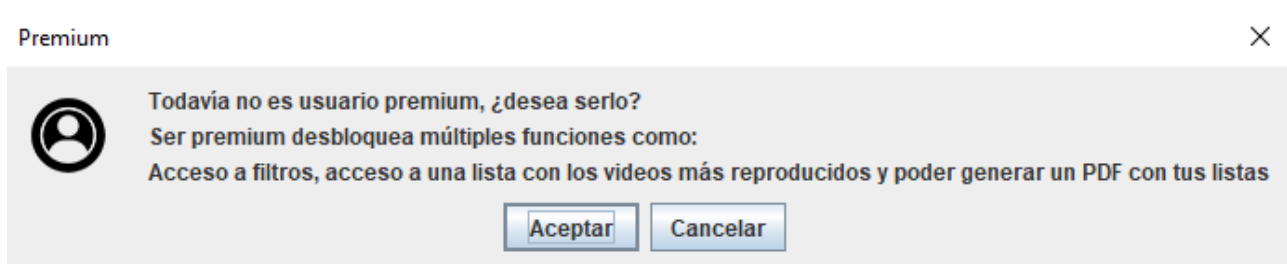 Premium
Todavía no es usuario premium, ¿desea serlo?
Ser premium desbloquea múltiples funciones como:
Acceso a filtros, acceso a una lista con los videos más reproducidos y poder generar un PDF con tus listas
Aceptar Cancelar